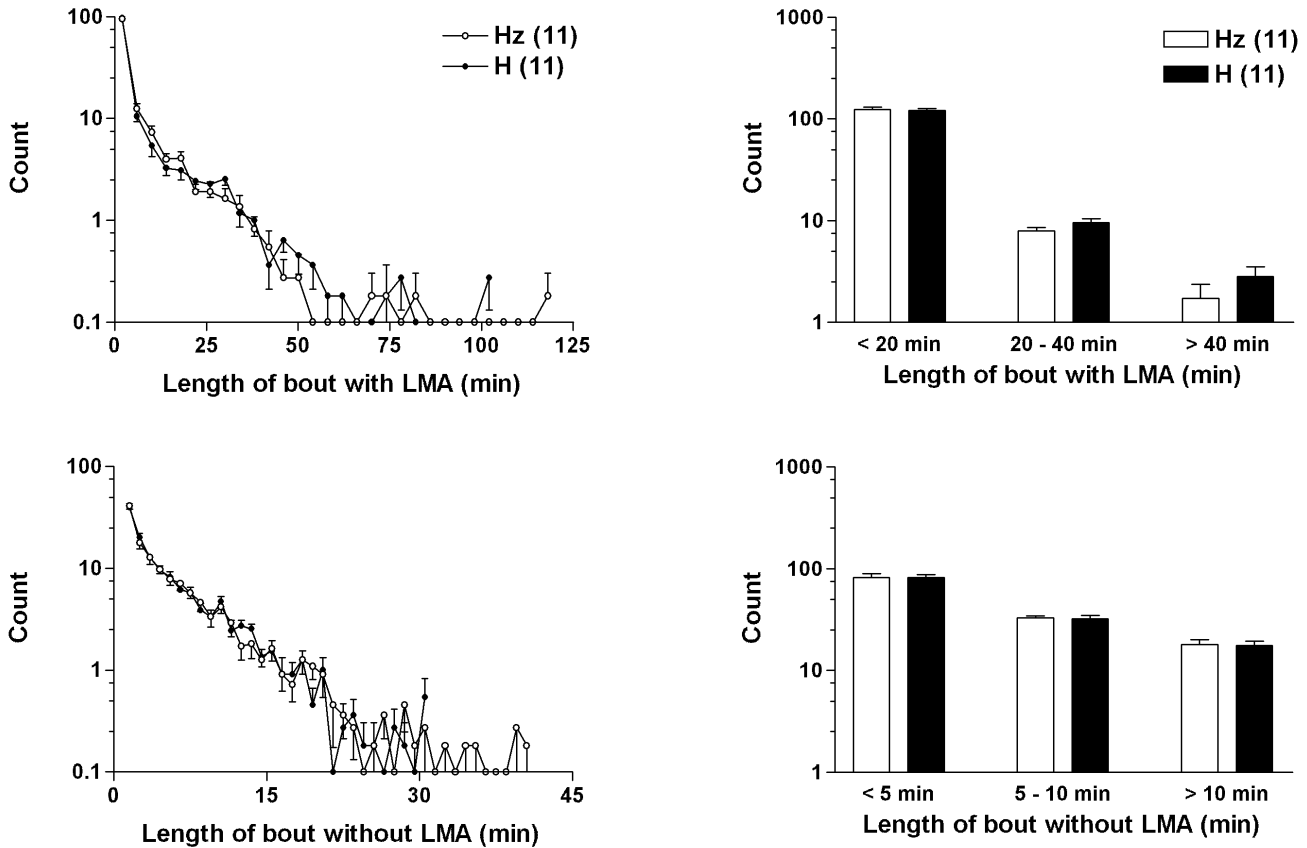 100
10
1
0.1
Count
Hz (11)
H (11)
0 25 50 75 100 125
Length of bout with LMA (min)
1000
100
10
1
Count
Hz (11)
H (11)
< 20 min 20 - 40 min > 40 min
Length of bout with LMA (min)
100
10
1
0.1
Count
0 15 30 45
Length of bout without LMA (min)
1000
100
10
1
Count
< 5 min 5 - 10 min > 10 min
Length of bout without LMA (min)